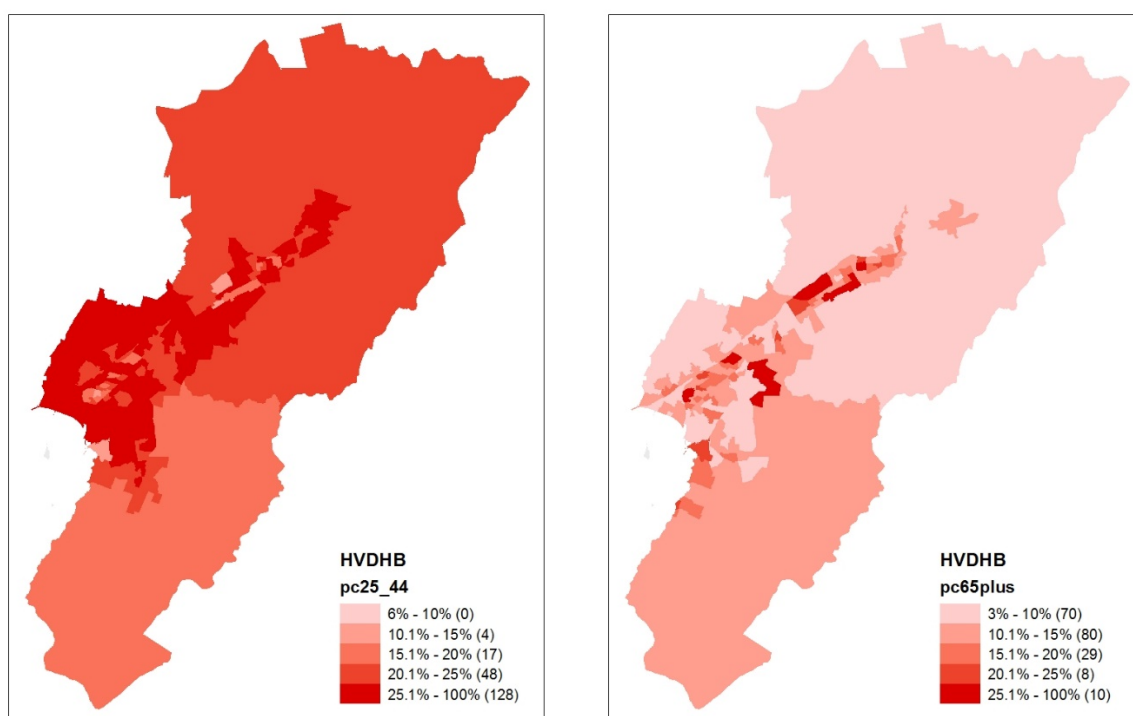 HVDHB
pc25_44
6% - 10% (0)
10.1% - 15% (4)
15.1% - 20% (17)
20.1% - 25% (48)
25.1% - 100% (128)
HVDHB
pc65plus
3% - 10% (70)
10.1% - 15% (80)
15.1% - 20% (29)
20.1% - 25% (8)
25.1% - 100% (10)